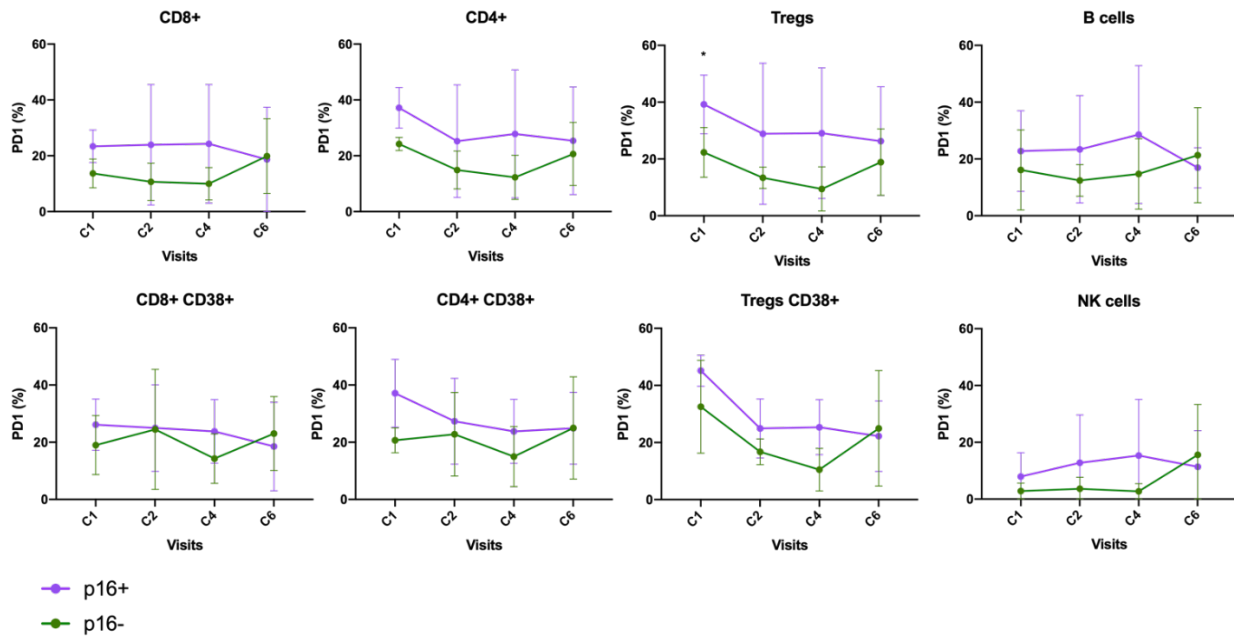 CD8+
PD1 (%)
60
40
20
0
C1 C2 C4 C6
Visits
CD4+
PD1 (%)
60
40
20
0
C1 C2 C4 C6
Visits
Tregs
PD1 (%)
60
40
20
0
*
C1 C2 C4 C6
Visits
B cells
PD1 (%)
60
40
20
0
C1 C2 C4 C6
Visits
CD8+ CD38+
PD1 (%)
60
40
20
0
C1 C2 C4 C6
Visits
CD4+ CD38+
PD1 (%)
60
40
20
0
C1 C2 C4 C6
Visits
Tregs CD38+
PD1 (%)
60
40
20
0
C1 C2 C4 C6
Visits
NK cells
PD1 (%)
60
40
20
0
C1 C2 C4 C6
Visits
p16+
p16-